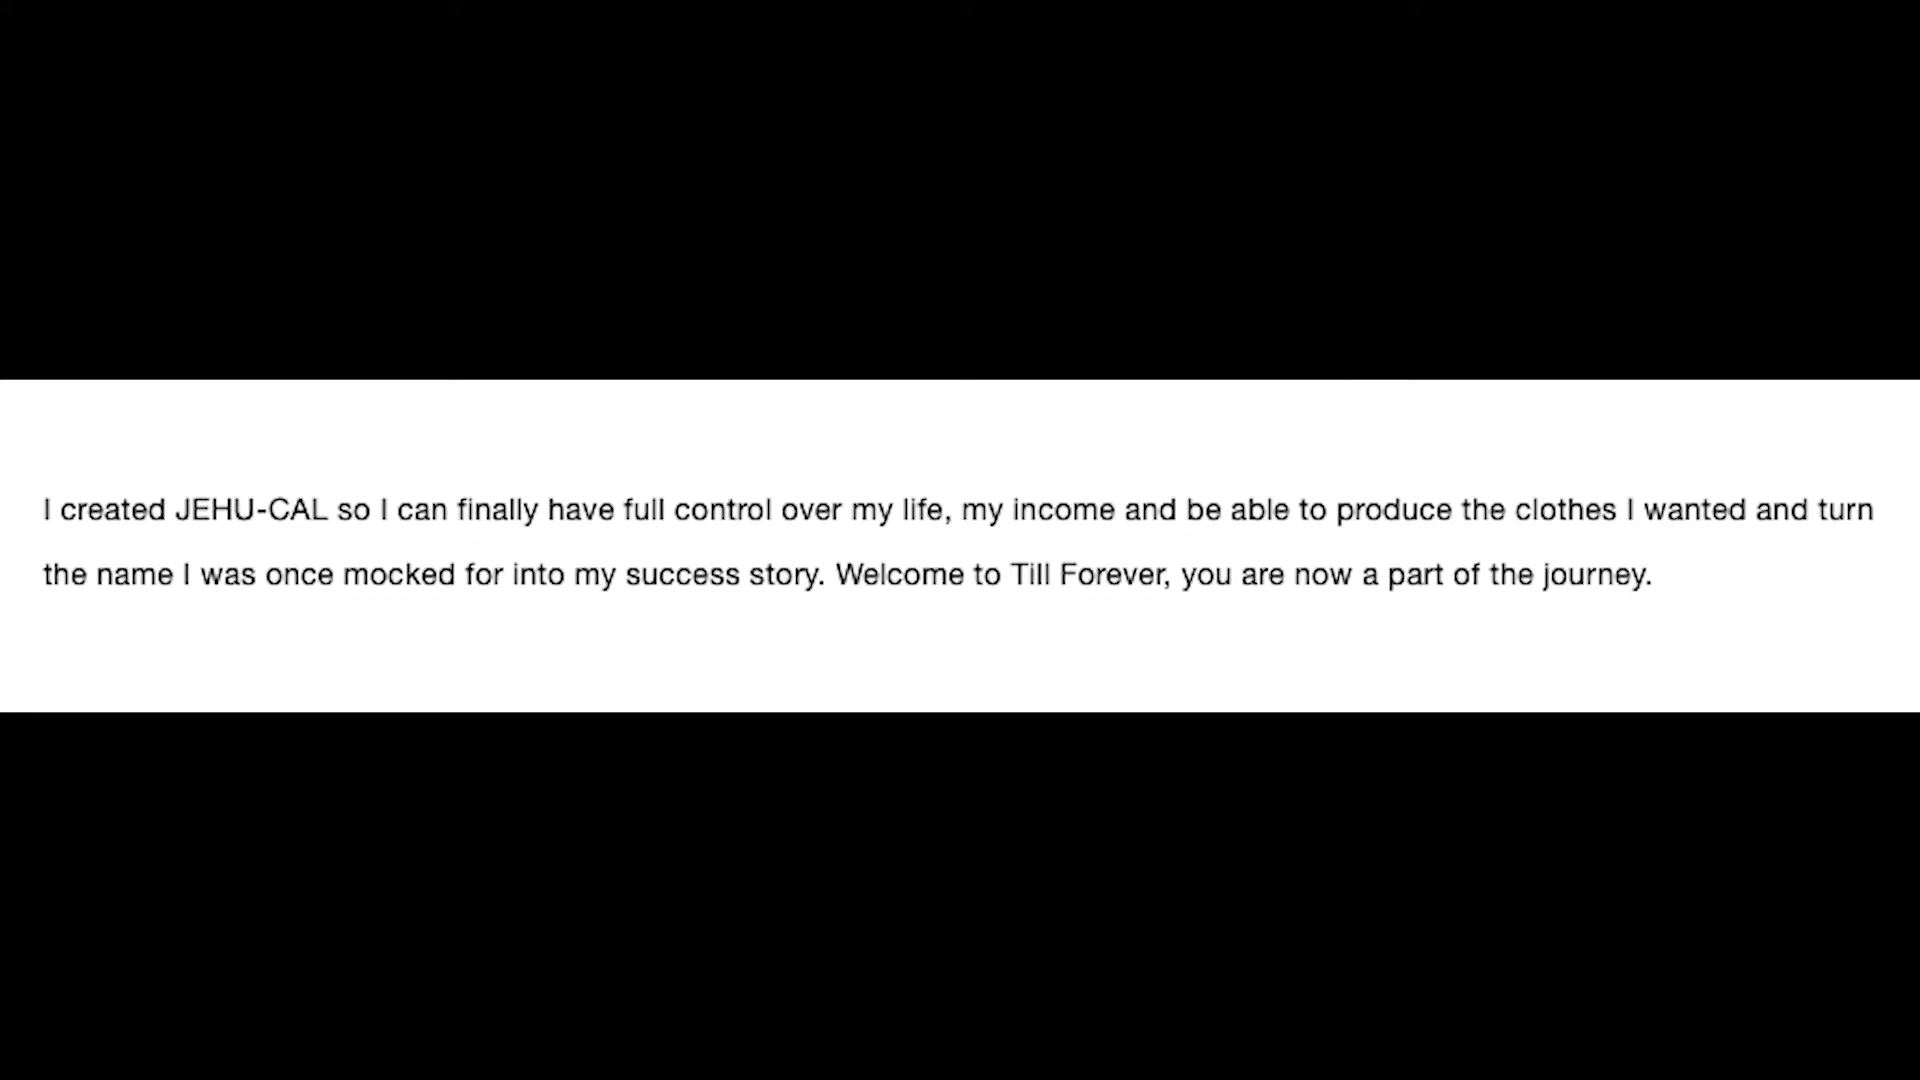 I created JEHU-CAL so I can finally have full control over my life, my income and be able to produce the clothes I wanted and turn
the name I was once mocked for into my success story. Welcome to Till Forever, you are now a part of the journey.